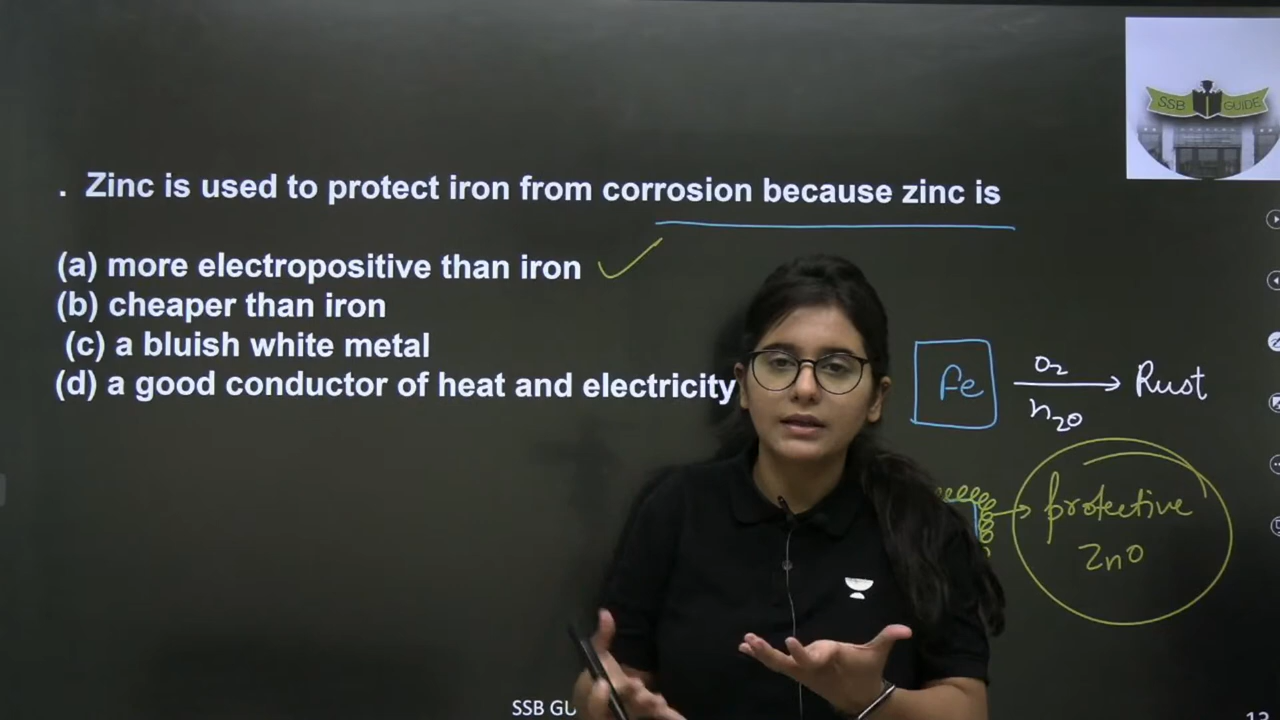 SSB GUIDE
. Zinc is used to protect iron from corrosion because zinc is
(a) more electropositive than iron
(b) cheaper than iron
(c) a bluish white metal
(d) a good conductor of heat and electricity
Fe O2 H2O Rust
protective
ZnO
SSB GU